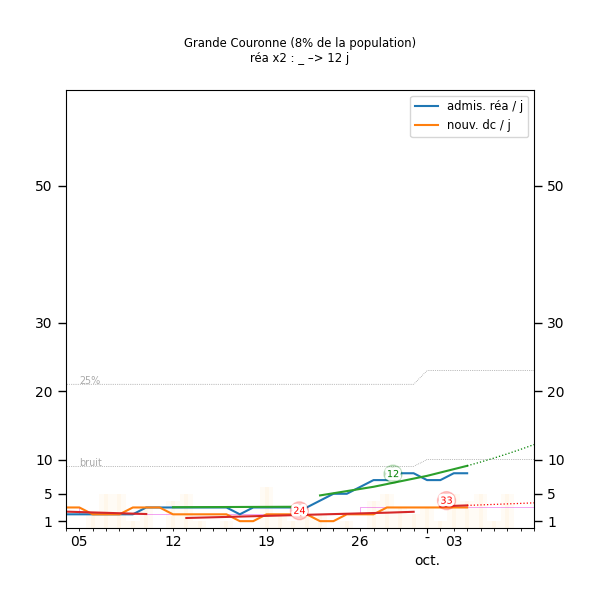 Grande Couronne (8% de la population)
réa x2 : _ –> 12 j
admis. réa / j
nouv. dc / j
50 50
30 30
25%
20 20
bruit
10 10
12
5 5
33
24
1 1
05 12 19 26 - 03
oct.